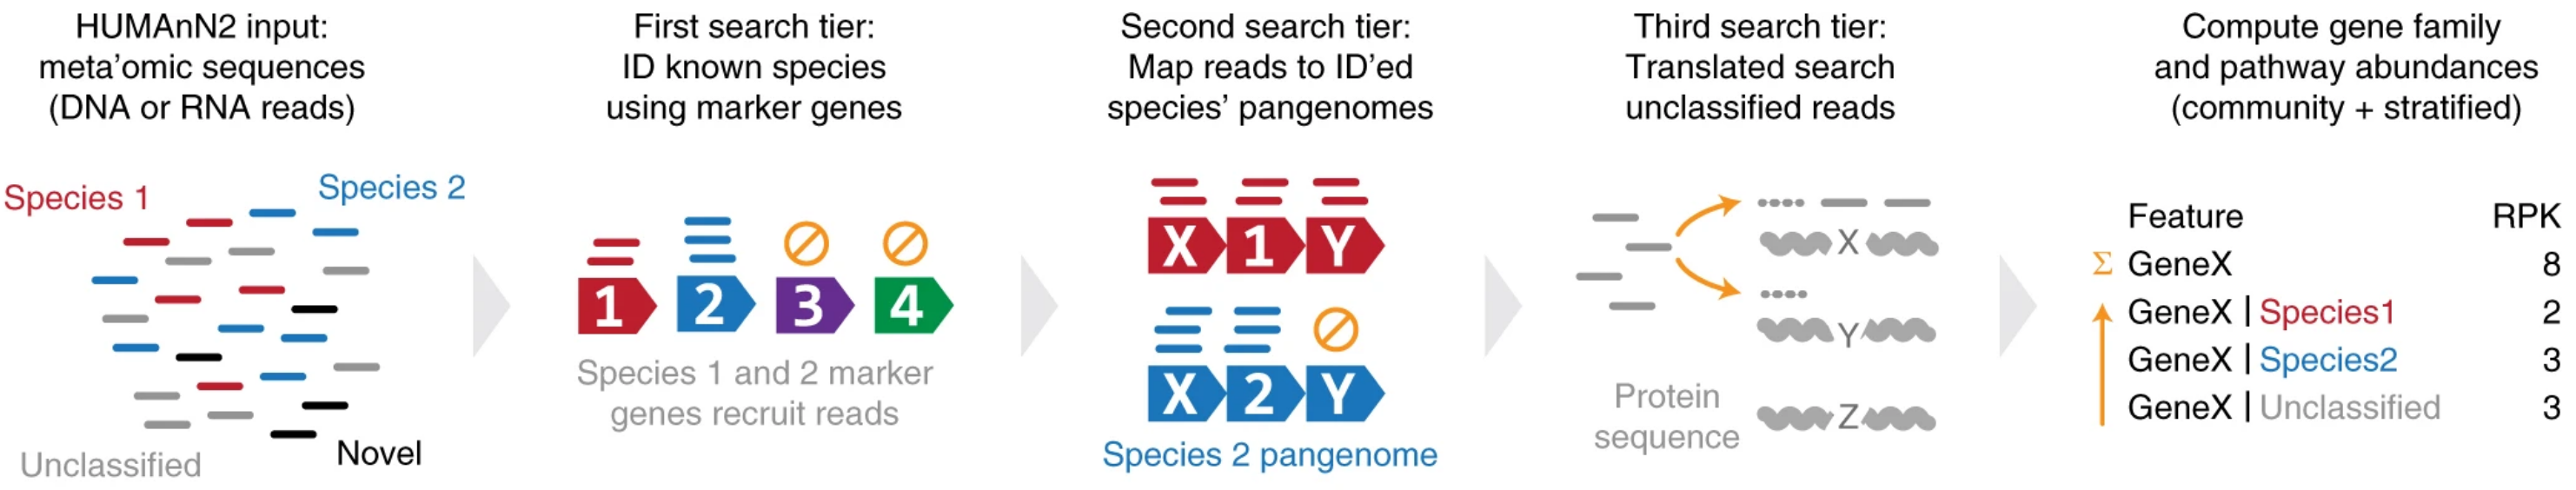 HUMAnN2 input:
meta’omic sequences
(DNA or RNA reads)
Species 1
Species 2
Unclassified
Novel
First search tier:
ID known species
using marker genes
1 2 3 4
Species 1 and 2 marker
genes recruit reads
Second search tier:
Map reads to ID’ed
species’ pangenomes
X 1 Y
X 2 Y
Species 2 pangenome
Third search tier:
Translated search
unclassified reads
X
Y
Z
Protein
sequence
Compute gene family
and pathway abundances
(community + stratified)
Feature RPK
Σ GeneX 8
GeneX | Species1 2
GeneX | Species2 3
GeneX | Unclassified 3